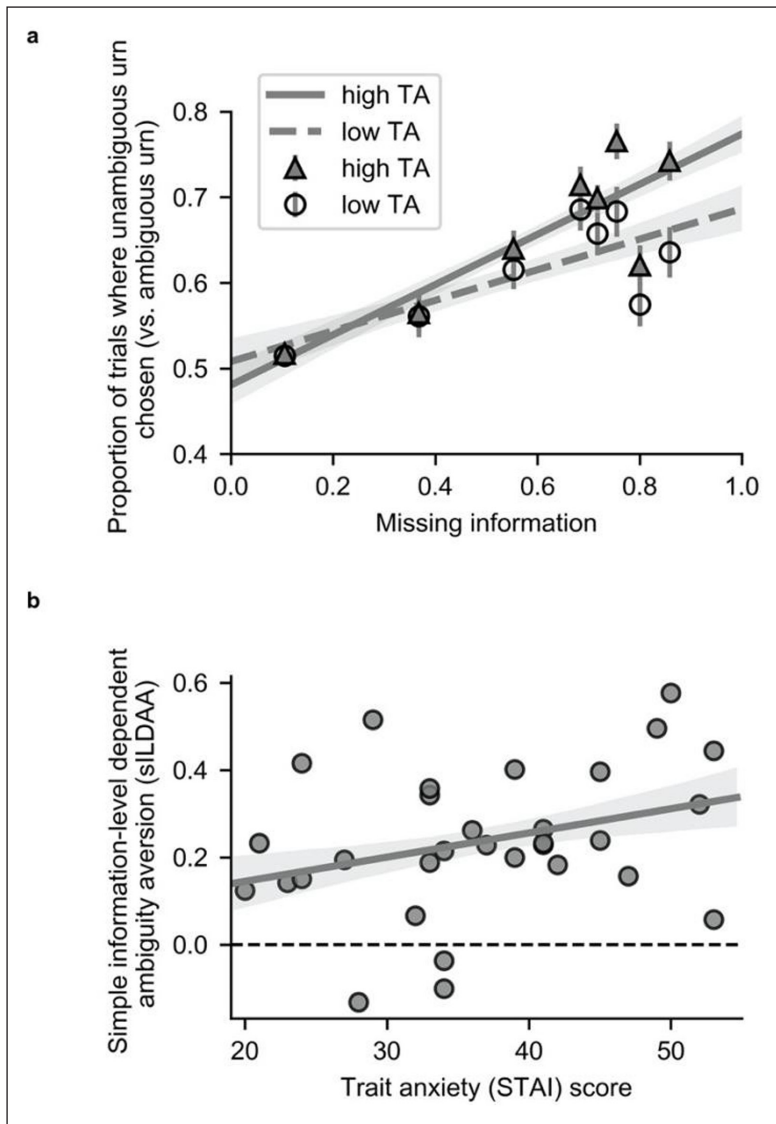 a
high TA
low TA
high TA
low TA
Proportion of trials where unambiguous urn
chosen (vs. ambiguous urn)
0.8
0.7
0.6
0.5
0.4
0.0 0.2 0.4 0.6 0.8 1.0
Missing information
b
Simple information-level dependent
ambiguity aversion (sILDAA)
0.6
0.4
0.2
0.0
20 30 40 50
Trait anxiety (STAI) score